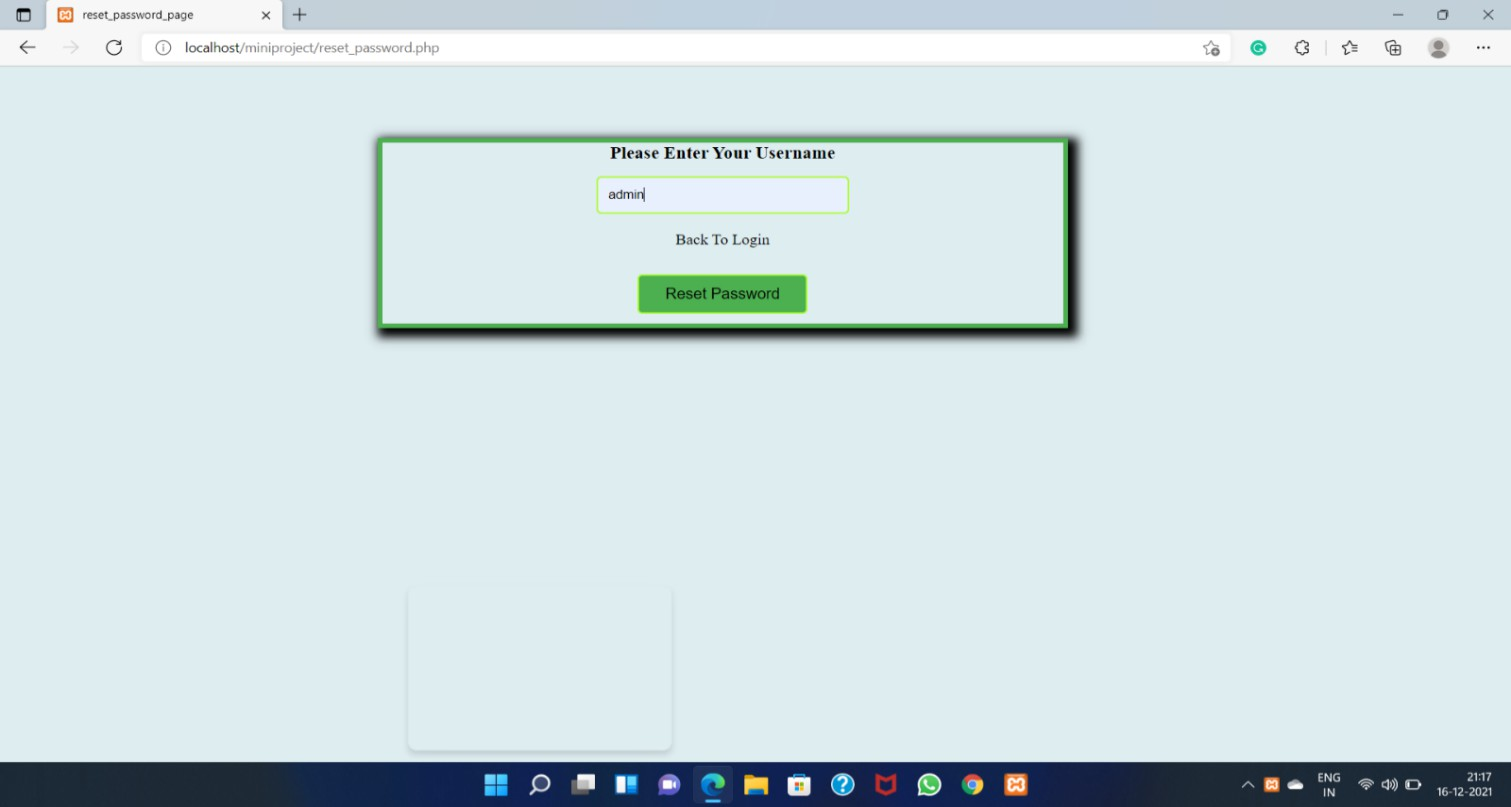 reset_password_page
localhost/miniproject/reset_password.php
Please Enter Your Username
admin
Back To Login
Reset Password
ENG
IN
21:17
16-12-2021